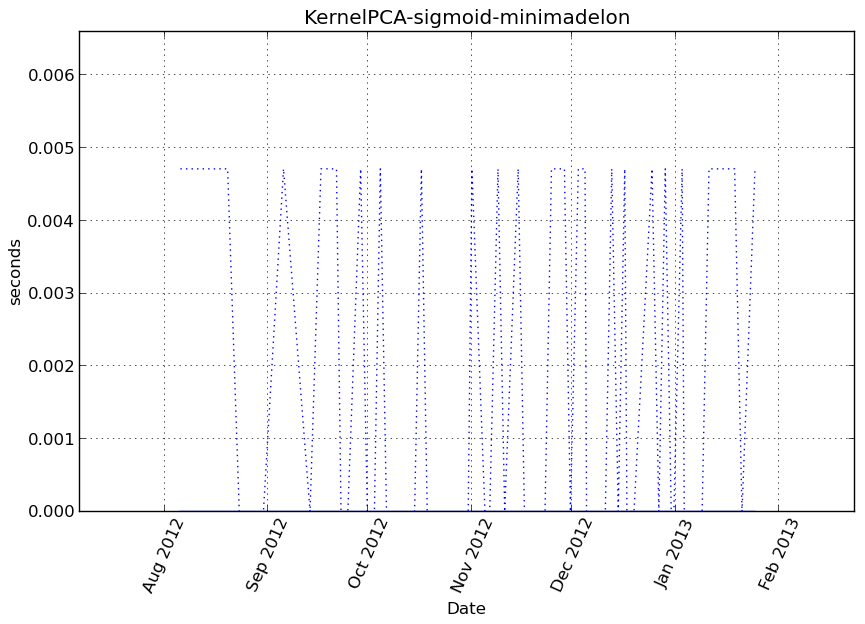 KernelPCA-sigmoid-minimadelon
0.006
0.005
0.004
0.003
0.002
0.001
0.000
seconds
Aug 2012
Sep 2012
Oct 2012
Nov 2012
Dec 2012
Jan 2013
Feb 2013
Date